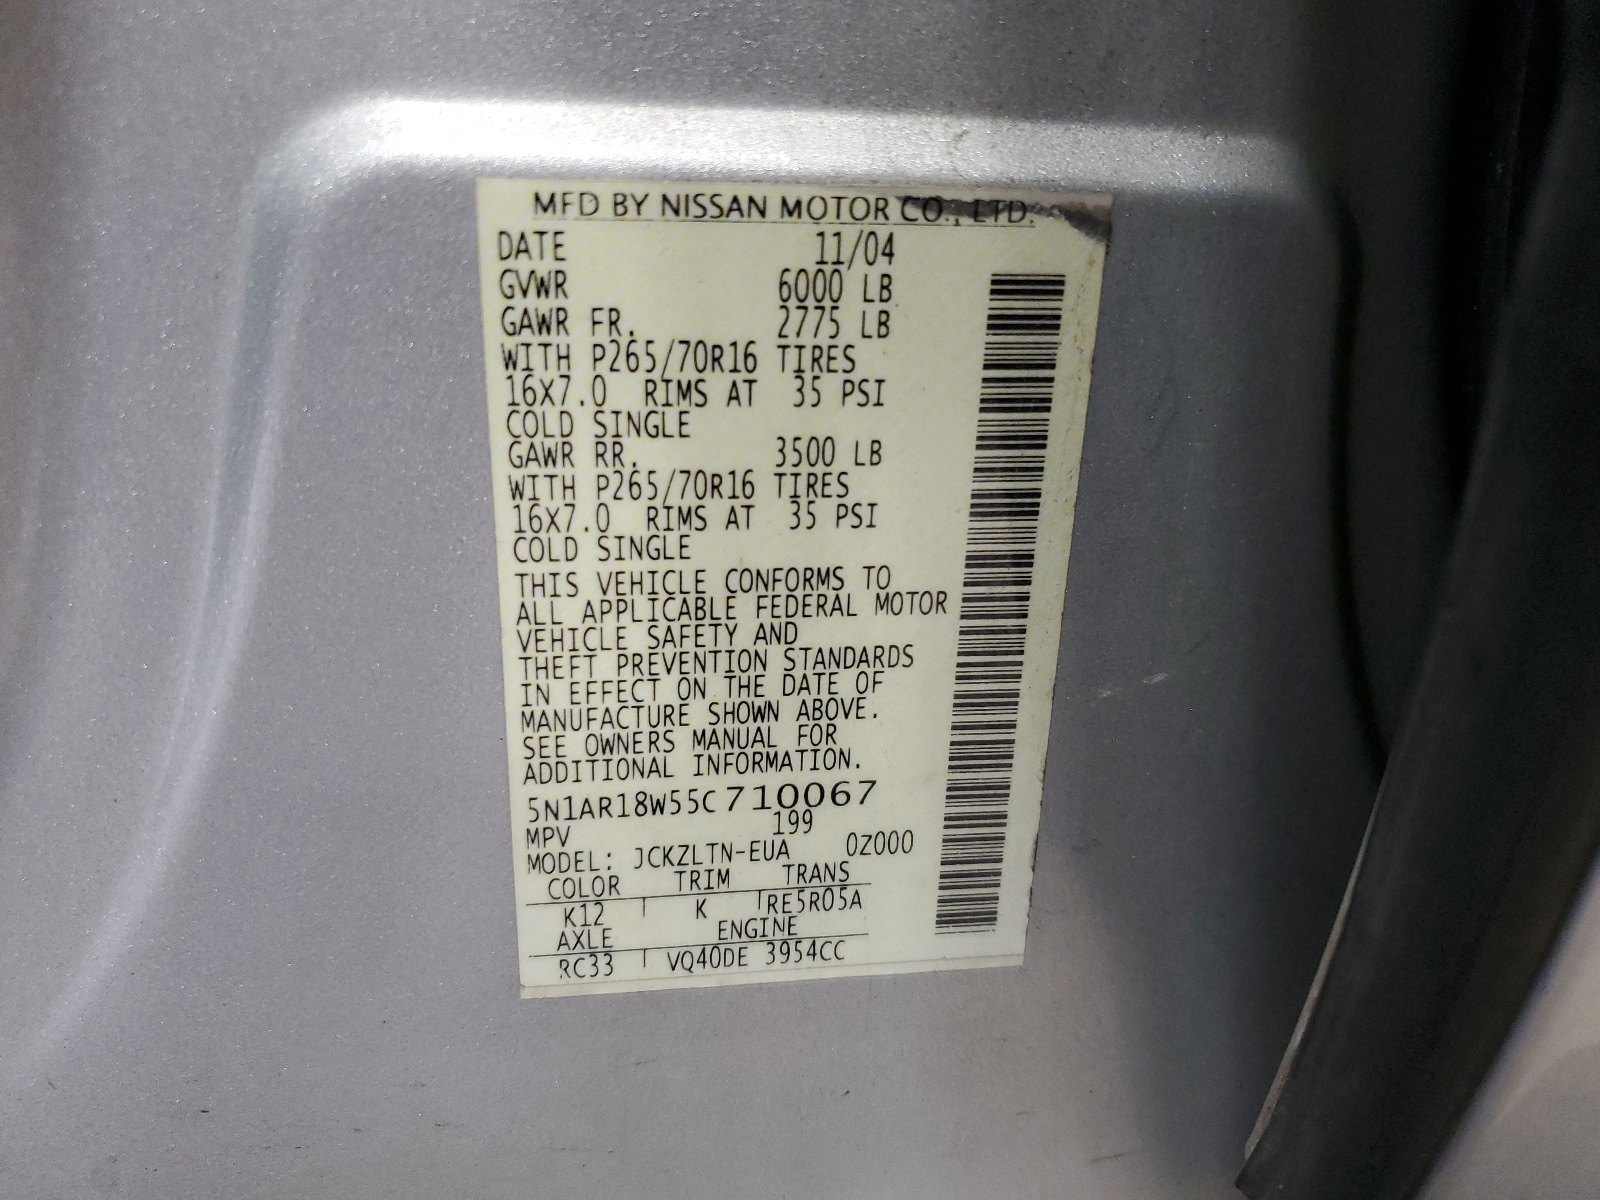 MFD BY NISSAN MOTOR CO., LTD.
DATE 11/04
GVWR 6000 LB
GAWR FR. 2775 LB
WITH P265/70R16 TIRES
16X7.0 RIMS AT 35 PSI
COLD SINGLE
GAWR RR. 3500 LB
WITH P265/70R16 TIRES
16X7.0 RIMS AT 35 PSI
COLD SINGLE
THIS VEHICLE CONFORMS TO
ALL APPLICABLE FEDERAL MOTOR
VEHICLE SAFETY AND
THEFT PREVENTION STANDARDS
IN EFFECT ON THE DATE OF
MANUFACTURE SHOWN ABOVE.
SEE OWNERS MANUAL FOR
ADDITIONAL INFORMATION.
5N1AR18W55C710067
MPV 199
MODEL: JCKZLTN-EUA 0Z000
COLOR TRIM TRANS
K12 K RE5R05A
AXLE ENGINE
RC33 VQ40DE 3954CC